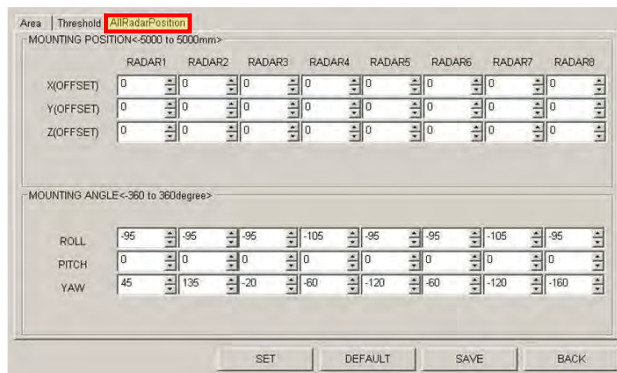 Area Threshold AllRadarPosition
MOUNTING POSITION<-5000 to 5000mm>
RADAR1 RADAR2 RADAR3 RADAR4 RADAR5 RADAR6 RADAR7 RADAR8
X(OFFSET) 0 0 0 0 0 0 0 0
Y(OFFSET) 0 0 0 0 0 0 0 0
Z(OFFSET) 0 0 0 0 0 0 0 0
MOUNTING ANGLE<-360 to 360degree>
ROLL -95 -95 -95 -105 -95 -95 -105 -95
PITCH 0 0 0 0 0 0 0 0
YAW 45 135 -20 -60 -120 -60 -120 -160
SET DEFAULT SAVE BACK